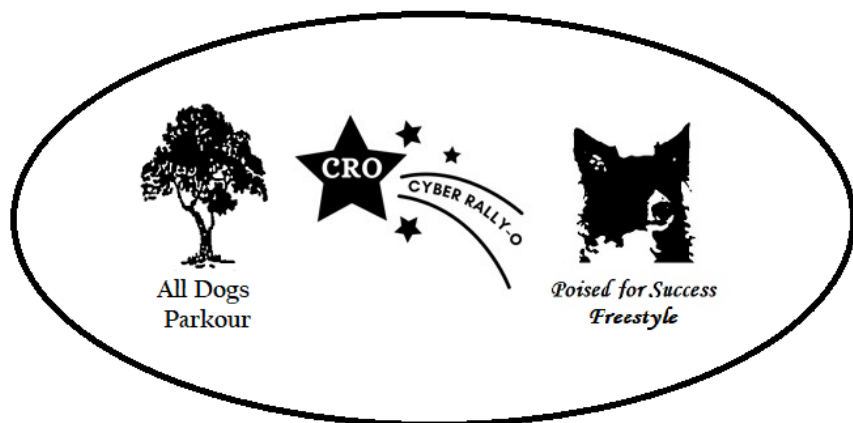 All Dogs
Parkour
CRO
CYBER RALLY-O
Poised for Success
Freestyle